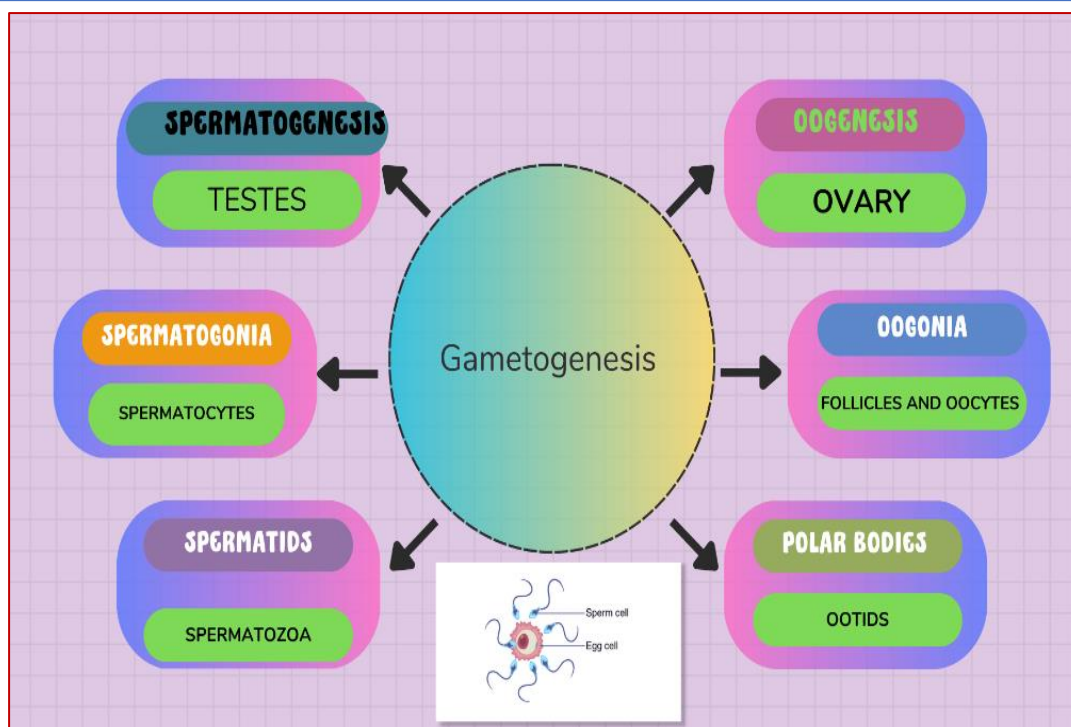 SPERMATOGENESIS
TESTES
OOGENESIS
OVARY
SPERMATOGONIA
SPERMATOCYTES
Gametogenesis
OOGONIA
FOLLICLES AND OOCYTES
SPERMATIDS
SPERMATOZOA
Sperm cell
Egg cell
POLAR BODIES
OOTIDS